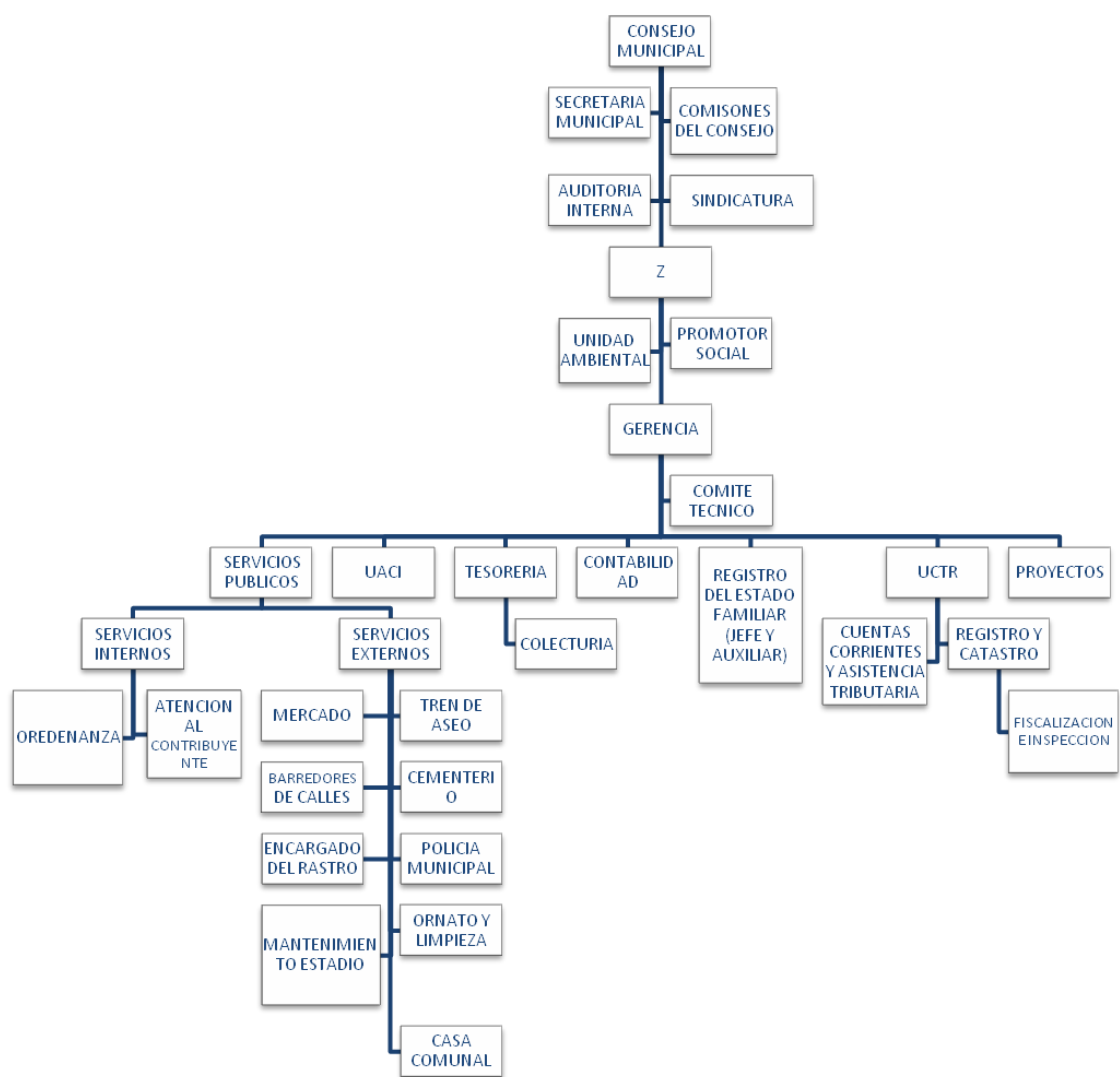 CONSEJO
MUNICIPAL
SECRETARIA
MUNICIPAL
COMISONES
DEL CONSEJO
AUDITORIA
INTERNA
SINDICATURA
Z
UNIDAD
AMBIENTAL
PROMOTOR
SOCIAL
GERENCIA
COMITE
TECNICO
SERVICIOS
PUBLICOS
UACI
TESORERIA
CONTABILID
AD
REGISTRO
DEL ESTADO
FAMILIAR
(JEFE Y
AUXILIAR)
UCTR
PROYECTOS
SERVICIOS
INTERNOS
SERVICIOS
EXTERNOS
COLECTURIA
CUENTAS
CORRIENTES
Y ASISTENCIA
TRIBUTARIA
REGISTRO Y
CATASTRO
OREDENANZA
ATENCION
AL
CONTRIBUYE
NTE
MERCADO
TREN DE
ASEO
FISCALIZACION
E INSPECCION
BARREDORES
DE CALLES
CEMENTERI
O
ENCARGADO
DEL RASTRO
POLICIA
MUNICIPAL
MANTENIMIEN
TO ESTADIO
ORNATO Y
LIMPIEZA
CASA
COMUNAL